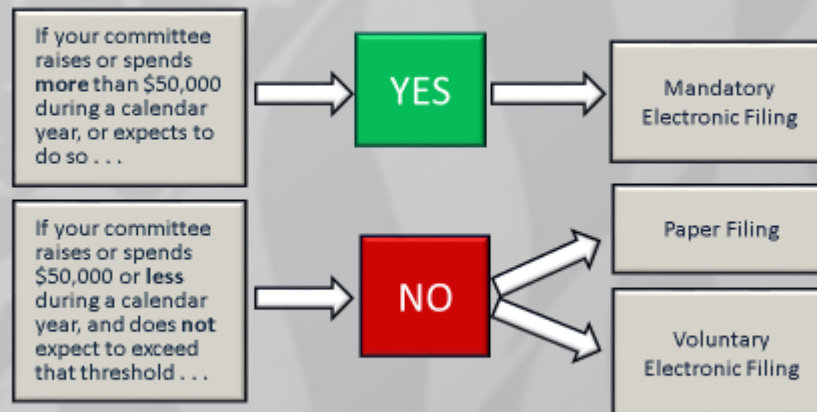 If your committee
raises or spends
more than $50,000
during a calendar
year, or expects to
do so . . .
YES
Mandatory
Electronic Filing
If your committee
raises or spends
$50,000 or less
during a calendar
year, and does not
expect to exceed
that threshold . . .
NO
Paper Filing
Voluntary
Electronic Filing